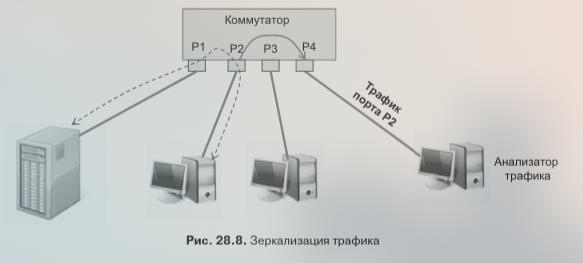 Коммутатор
P1 P2 P3 P4
Трафик
порта P2
Анализатор
трафика
Рис. 28.8. Зеркализация трафика